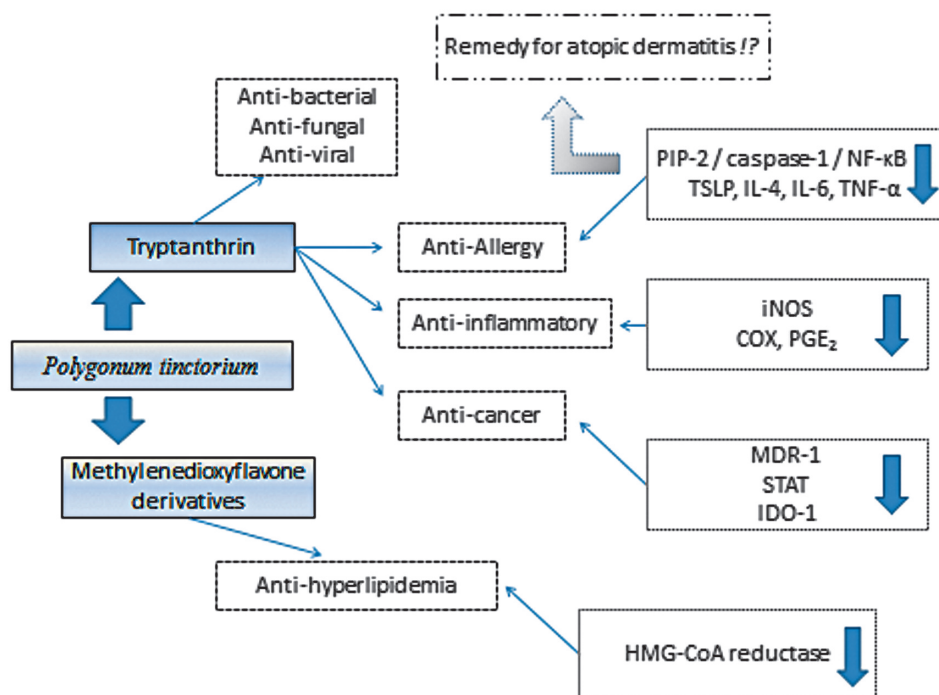 Remedy for atopic dermatitis !?
Anti-bacterial
Anti-fungal
Anti-viral
PIP-2 / caspase-1 / NF-κB
TSLP, IL-4, IL-6, TNF-α
Tryptanthrin
Anti-Allergy
iNOS
COX, PGE₂
Anti-inflammatory
Polygonum tinctorium
Anti-cancer
MDR-1
STAT
IDO-1
Methylenedioxyflavone
derivatives
Anti-hyperlipidemia
HMG-CoA reductase